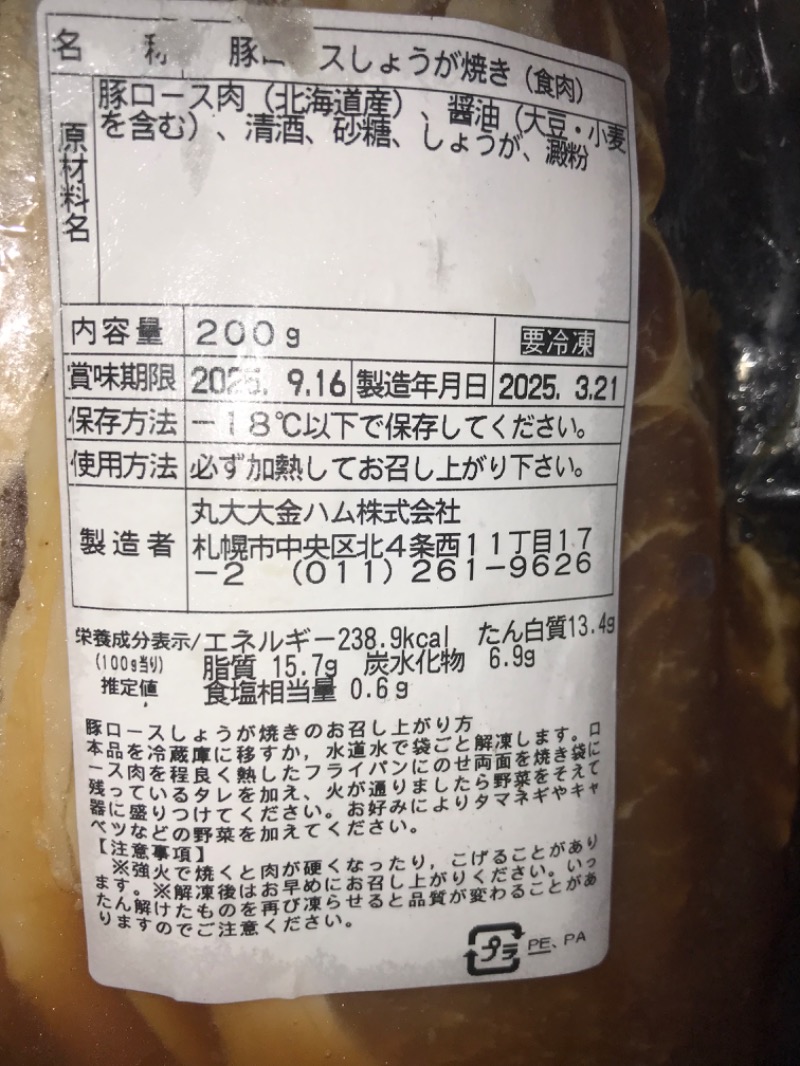 名 称 豚ロースしょうが焼き（食肉）
原材料名
豚ロース肉（北海道産）、醤油（大豆・小麦
を含む）、清酒、砂糖、しょうが、澱粉
内容量 200g 要冷凍
賞味期限 2025. 9.16 製造年月日 2025. 3.21
保存方法 －18℃以下で保存してください。
使用方法 必ず加熱してお召し上がり下さい。
製造者 丸大大金ハム株式会社
札幌市中央区北4条西11丁目17
－2 （011）261－9626
栄養成分表示/エネルギー238.9kcal たん白質13.4g
(100g当り) 脂質 15.7g 炭水化物 6.9g
推定値 食塩相当量 0.6g
豚ロースしょうが焼きのお召し上がり方
本品を冷蔵庫に移すか，水道水で袋ごと解凍します。ロ
ース肉を程良く熱したフライパンにのせ両面を焼き袋に
残っているタレを加え、火が通りましたら野菜をそえて
器に盛りつけてください。お好みによりタマネギやキャ
ベツなどの野菜を加えてください。
【注意事項】
※強火で焼くと肉が硬くなったり，こげることがあり
ます。※解凍後はお早めにお召し上がりください。いっ
たん解けたものを再び凍らせると品質が変わることがあ
りますのでご注意ください。
プラ PE、PA